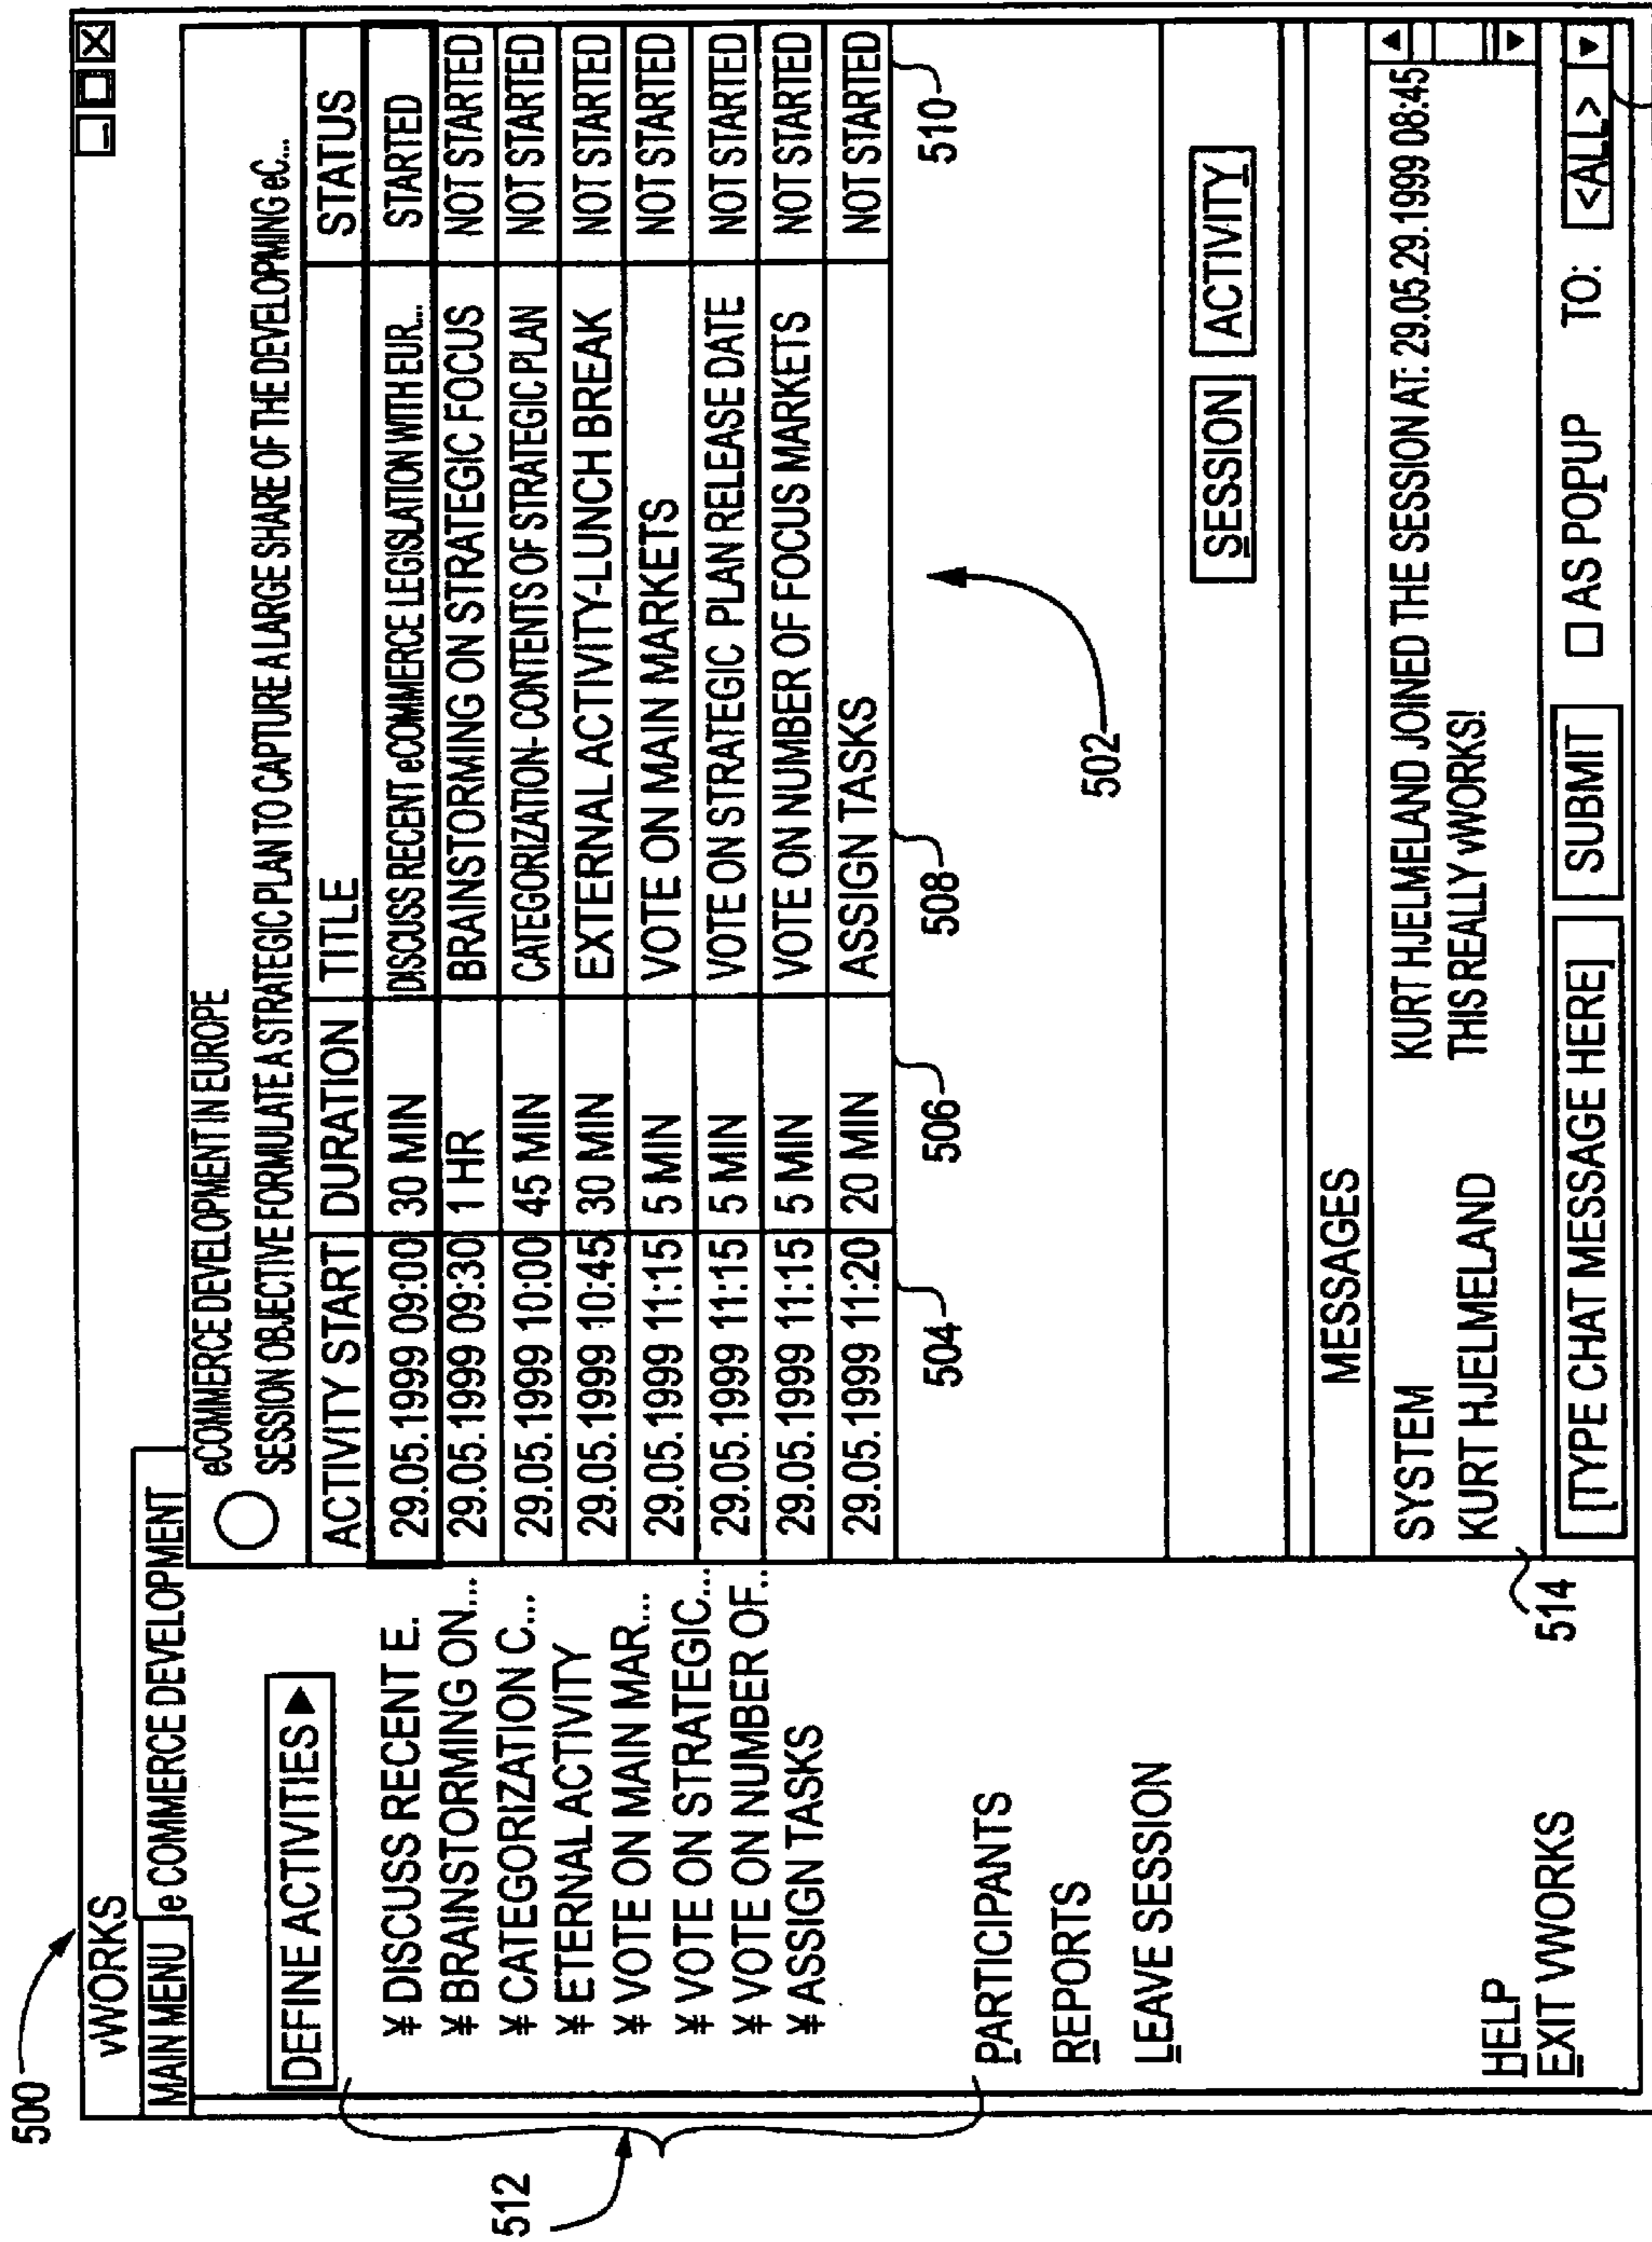 500
vWORKS
MAIN MENU e COMMERCE DEVELOPMENT
DEFINE ACTIVITIES ▶
¥ DISCUSS RECENT E.
¥ BRAINSTORMING ON...
¥ CATEGORIZATION C...
¥ ETERNAL ACTIVITY
¥ VOTE ON MAIN MAR...
¥ VOTE ON STRATEGIC...
¥ VOTE ON NUMBER OF..
¥ ASSIGN TASKS
512
PARTICIPANTS
REPORTS
LEAVE SESSION
HELP
EXIT VWORKS
eCOMMERCE DEVELOPMENT IN EUROPE
SESSION OBJECTIVE FORMULATE A STRATEGIC PLAN TO CAPTURE A LARGE SHARE OF THE DEVELOPING eC...
ACTIVITY START DURATION TITLE STATUS
29.05.1999 09:00 30 MIN DISCUSS RECENT eCOMMERCE LEGISLATION WITH EUR... STARTED
29.05.1999 09:30 1 HR BRAINSTORMING ON STRATEGIC FOCUS NOT STARTED
29.05.1999 10:00 45 MIN CATEGORIZATION- CONTENTS OF STRATEGIC PLAN NOT STARTED
29.05.1999 10:45 30 MIN EXTERNAL ACTIVITY-LUNCH BREAK NOT STARTED
29.05.1999 11:15 5 MIN VOTE ON MAIN MARKETS NOT STARTED
29.05.1999 11:15 5 MIN VOTE ON STRATEGIC PLAN RELEASE DATE NOT STARTED
29.05.1999 11:15 5 MIN VOTE ON NUMBER OF FOCUS MARKETS NOT STARTED
29.05.1999 11:20 20 MIN ASSIGN TASKS NOT STARTED
504 506 508 510
502
SESSION ACTIVITY
MESSAGES
SYSTEM KURT HJELMELAND JOINED THE SESSION AT: 29.05.29.1999 08:45
KURT HJELMELAND THIS REALLY vWORKS!
514
[TYPE CHAT MESSAGE HERE] SUBMIT AS POPUP TO: <ALL>